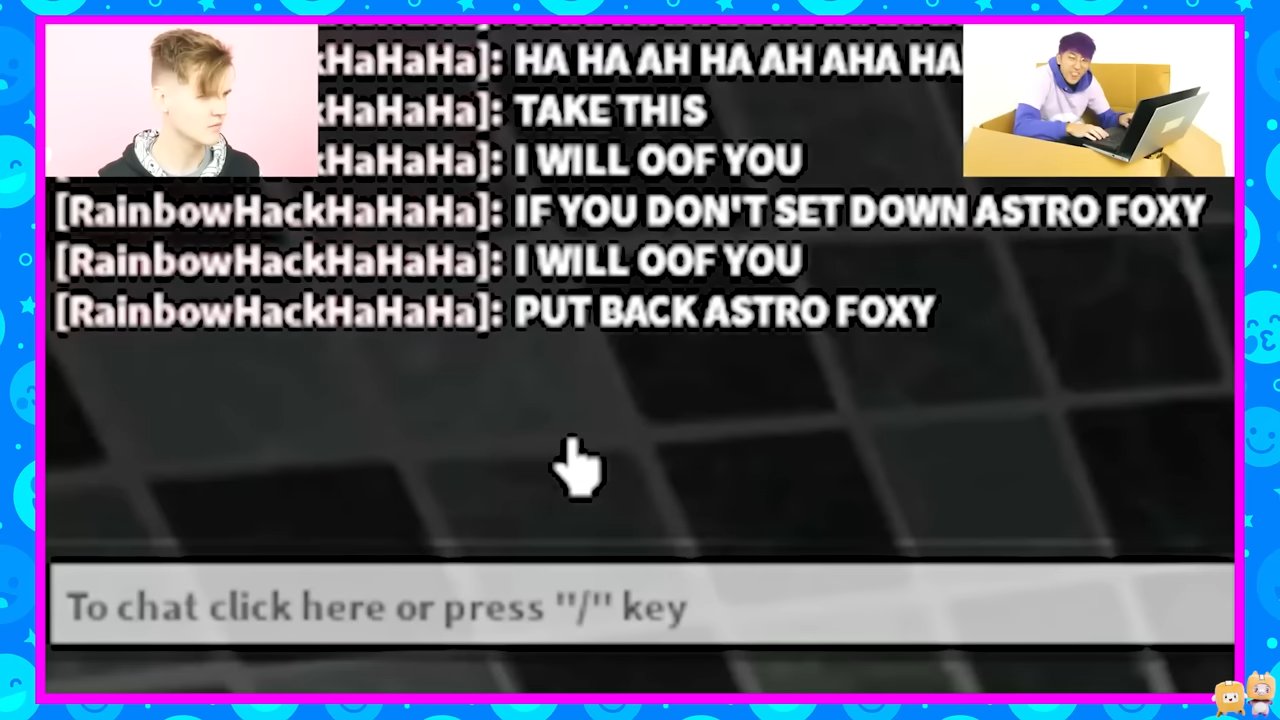 kHaHaHa]: HA HA AH HA AH AHA HA
kHaHaHa]: TAKE THIS
kHaHaHa]: I WILL OOF YOU
[RainbowHackHaHaHa]: IF YOU DON'T SET DOWN ASTRO FOXY
[RainbowHackHaHaHa]: I WILL OOF YOU
[RainbowHackHaHaHa]: PUT BACK ASTRO FOXY
To chat click here or press "/" key